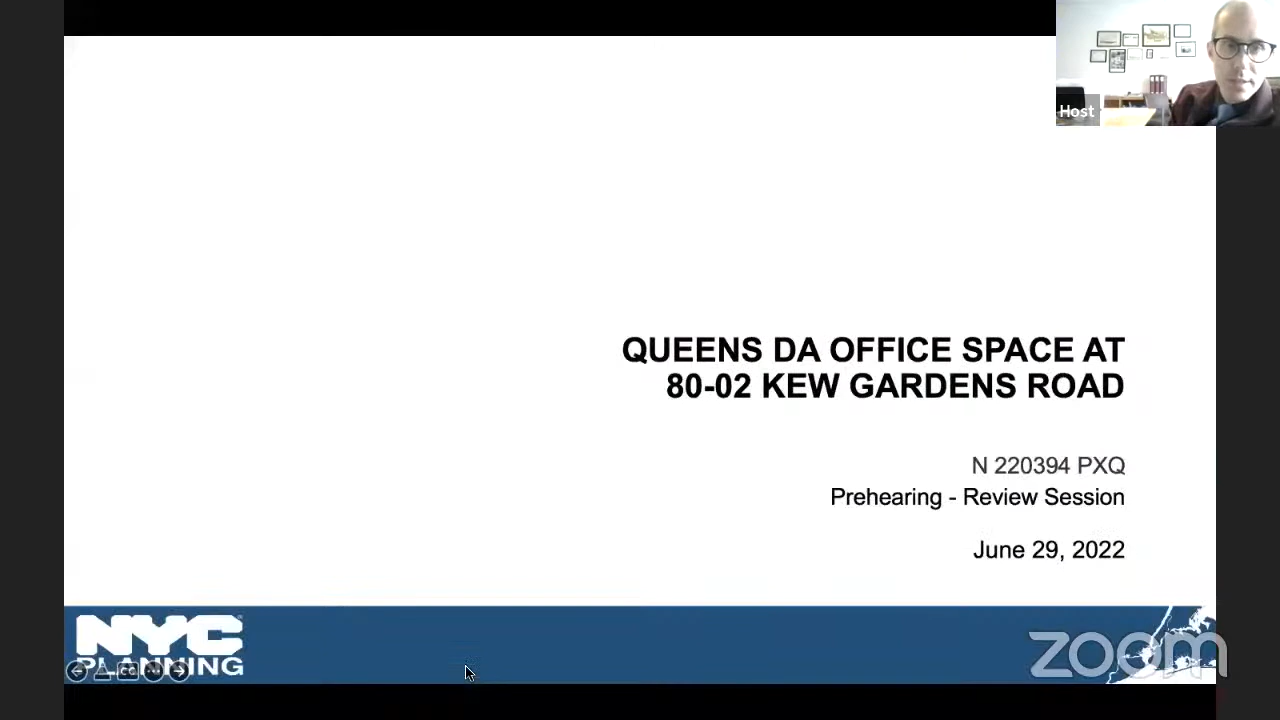 Host
QUEENS DA OFFICE SPACE AT
80-02 KEW GARDENS ROAD
N 220394 PXQ
Prehearing - Review Session
June 29, 2022
NYC
PLANNING
zoom